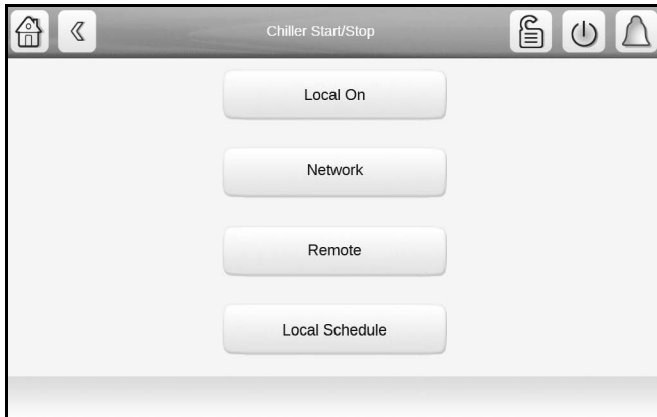 Chiller Start/Stop
Local On
Network
Remote
Local Schedule